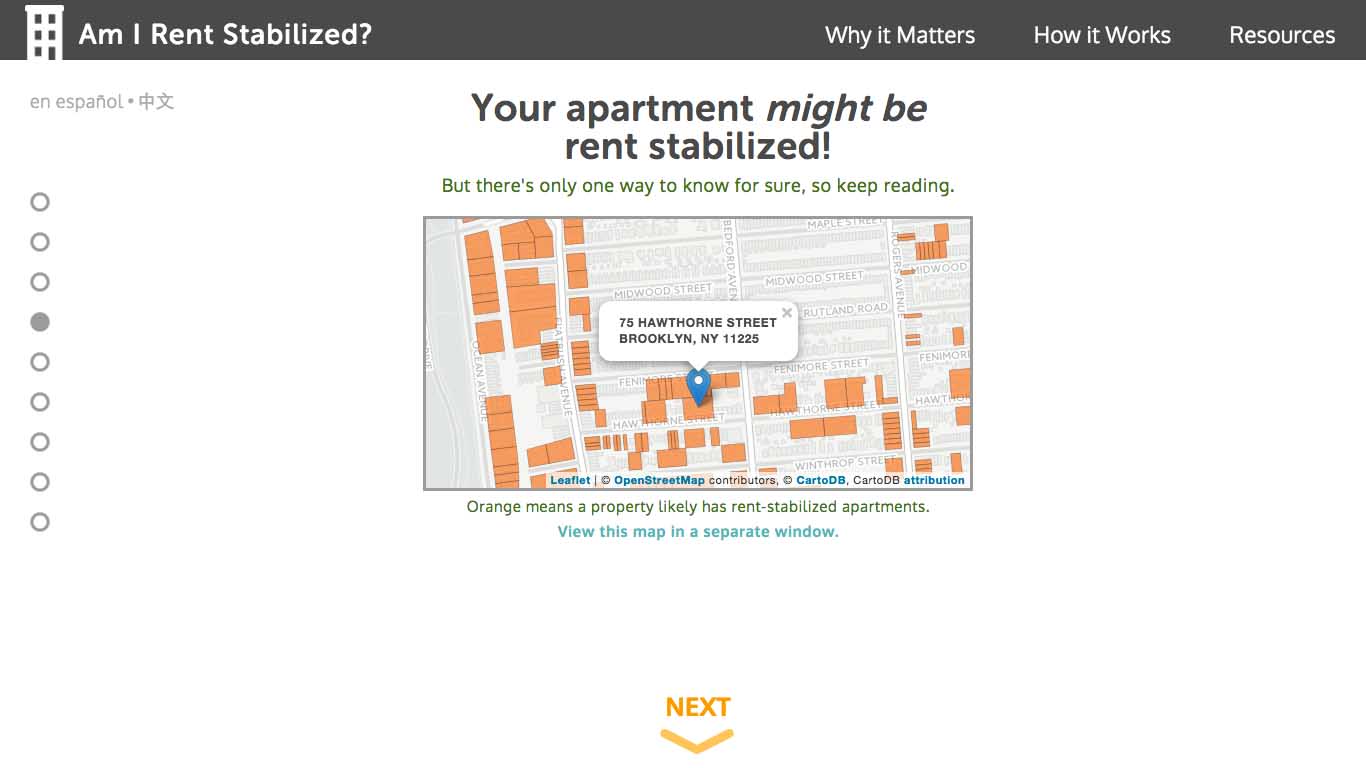 Am I Rent Stabilized?
Why it Matters
How it Works
Resources
en español • 中文
Your apartment might be
rent stabilized!
But there's only one way to know for sure, so keep reading.
MAPLE STREET
BEDFORD AVEN
ROGERS AVENUE
MIDWOOD
MIDWOOD STREET
MIDWOOD STREET
RUTLAND ROAD
75 HAWTHORNE STREET
BROOKLYN, NY 11225
×
FLATBUSH AVENUE
OCEAN AVENUE
FENIMORE STREET
FENIMORE
FENIMORE
HAWTHORNE STREET
HAWTHORNE STREET
HAWTH
WINTHROP STREET
Leaflet | © OpenStreetMap contributors, © CartoDB, CartoDB attribution
Orange means a property likely has rent-stabilized apartments.
View this map in a separate window.
NEXT